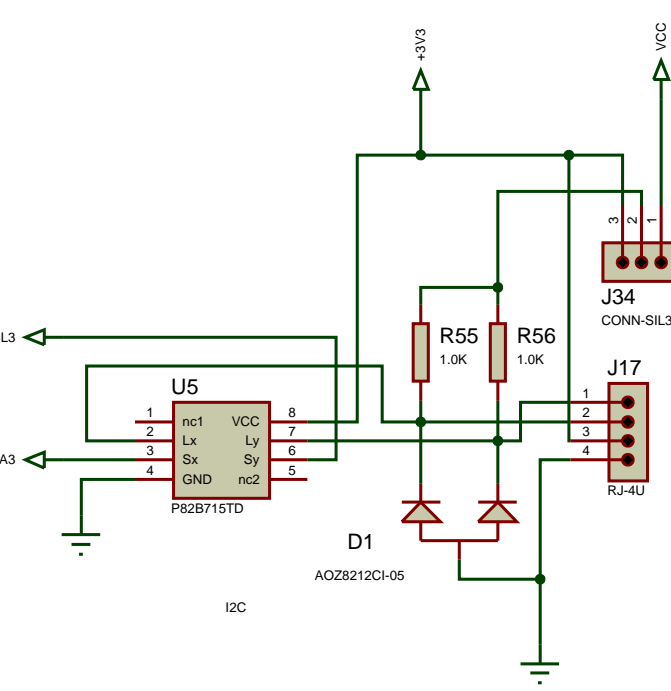 +3V3
VCC
3
2
1
J34
CONN-SIL3
L3
R55
1.0K
R56
1.0K
J17
1
2
3
4
RJ-4U
U5
1
2
3
4
nc1
Lx
Sx
GND
VCC
Ly
Sy
nc2
8
7
6
5
P82B715TD
A3
D1
AOZ8212CI-05
I2C